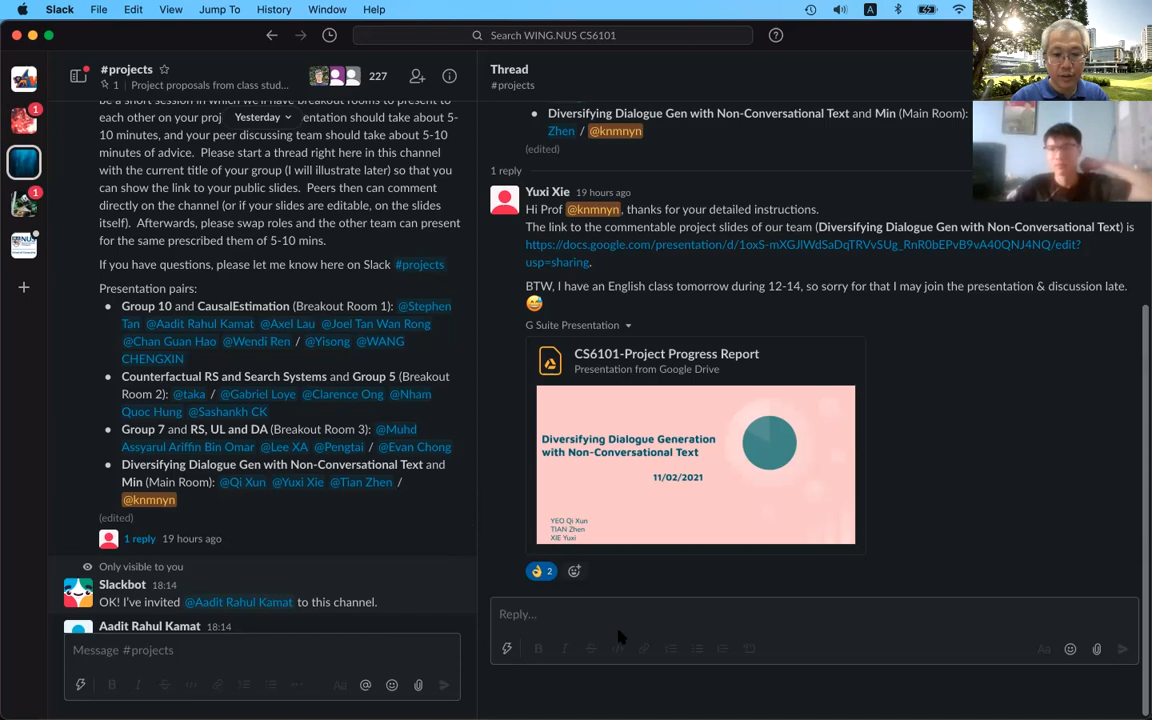 Slack File Edit View Jump To History Window Help
A
Search WING.NUS CS6101
1
1
#projects
1 Project proposals from class stud...
227
be a short session in which we'll have breakout rooms to present to
each other on your proj
Yesterday
entation should take about 5-
10 minutes, and your peer discussing team should take about 5-10
minutes of advice. Please start a thread right here in this channel
with the current title of your group (I will illustrate later) so that you
can show the link to your public slides. Peers then can comment
directly on the channel (or if your slides are editable, on the slides
itself). Afterwards, please swap roles and the other team can present
for the same prescribed them of 5-10 mins.
If you have questions, please let me know here on Slack #projects
Presentation pairs:
Group 10 and CausalEstimation (Breakout Room 1): @Stephen
Tan @Aadit Rahul Kamat @Axel Lau @Joel Tan Wan Rong
@Chan Guan Hao @Wendi Ren / @Yisong @WANG
CHENGXIN
Counterfactual RS and Search Systems and Group 5 (Breakout
Room 2): @taka / @Gabriel Loye @Clarence Ong @Nham
Quoc Hung @Sashankh CK
Group 7 and RS, UL and DA (Breakout Room 3): @Muhd
Assyarul Ariffin Bin Omar @Lee XA @Pengtai / @Evan Chong
Diversifying Dialogue Gen with Non-Conversational Text and
Min (Main Room): @Qi Xun @Yuxi Xie @Tian Zhen /
@knmnyn
(edited)
1 reply 19 hours ago
Only visible to you
Slackbot 18:14
OK! I've invited @Aadit Rahul Kamat to this channel.
Aadit Rahul Kamat 18:14
Message #projects
B I
Aa @
Thread
#projects
Diversifying Dialogue Gen with Non-Conversational Text and Min (Main Room):
Zhen / @knmnyn
(edited)
1 reply
Yuxi Xie 19 hours ago
Hi Prof @knmnyn, thanks for your detailed instructions.
The link to the commentable project slides of our team (Diversifying Dialogue Gen with Non-Conversational Text) is
https://docs.google.com/presentation/d/1oxS-mXGJIWdSaDqTRVvSUg_RnR0bEPvB9vA40QNJ4NQ/edit?
usp=sharing.
BTW, I have an English class tomorrow during 12-14, so sorry for that I may join the presentation & discussion late.
G Suite Presentation
CS6101-Project Progress Report
Presentation from Google Drive
Diversifying Dialogue Generation
with Non-Conversational Text
11/02/2021
YEO Qi Xun
TIAN Zhen
XIE Yuxi
2
Reply...
B I
Aa